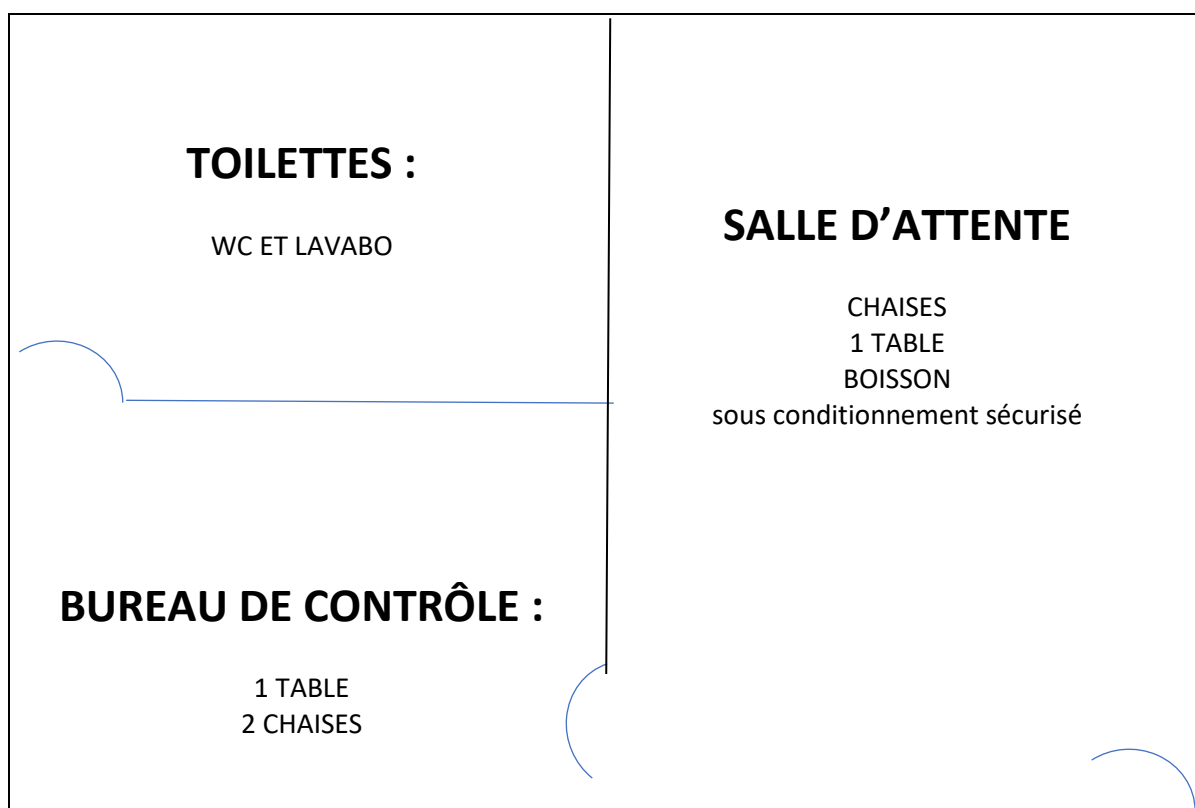 TOILETTES :
WC ET LAVABO
SALLE D’ATTENTE
CHAISES
1 TABLE
BOISSON
sous conditionnement sécurisé
BUREAU DE CONTRÔLE :
1 TABLE
2 CHAISES